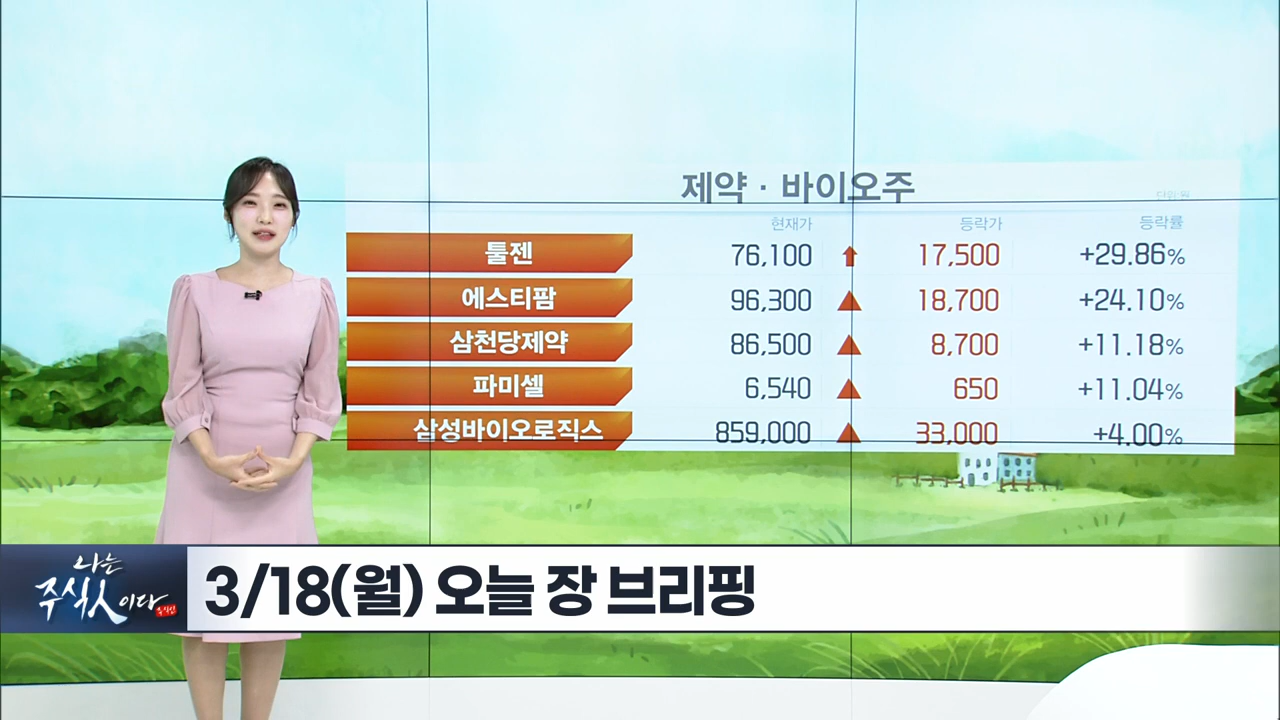 제약 · 바이오주
단위:원
현재가 등락가 등락률
툴젠 76,100 17,500 +29.86%
에스티팜 96,300 ▲ 18,700 +24.10%
삼천당제약 86,500 ▲ 8,700 +11.18%
파미셀 6,540 ▲ 650 +11.04%
삼성바이오로직스 859,000 ▲ 33,000 +4.00%
나는
주식人이다
3/18(월) 오늘 장 브리핑